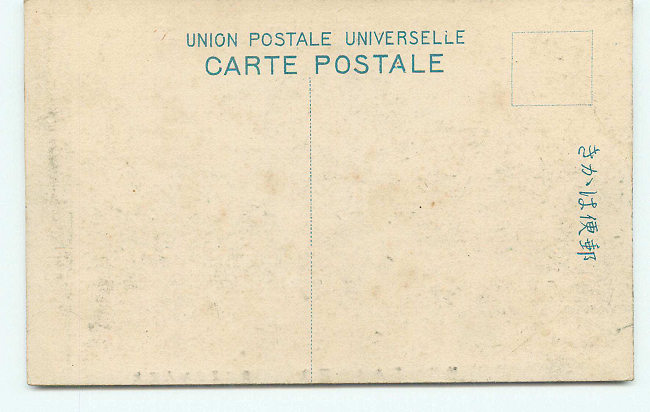 UNION POSTALE UNIVERSELLE
CARTE POSTALE
きかは便郵